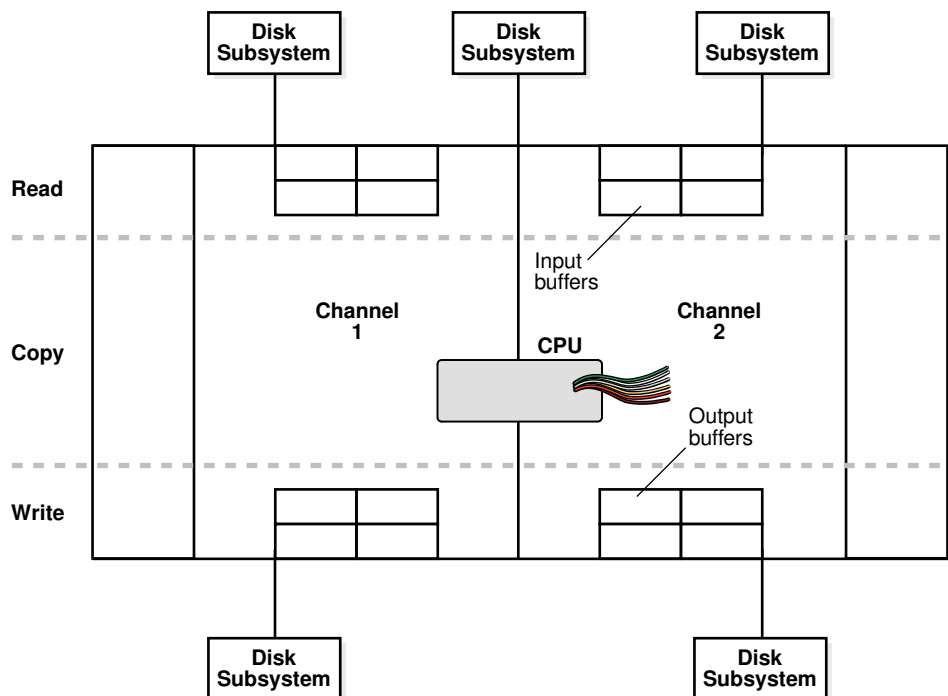 Disk
Subsystem
Disk
Subsystem
Disk
Subsystem
Read
Input
buffers
Channel
1
Channel
2
Copy
CPU
Output
buffers
Write
Disk
Subsystem
Disk
Subsystem